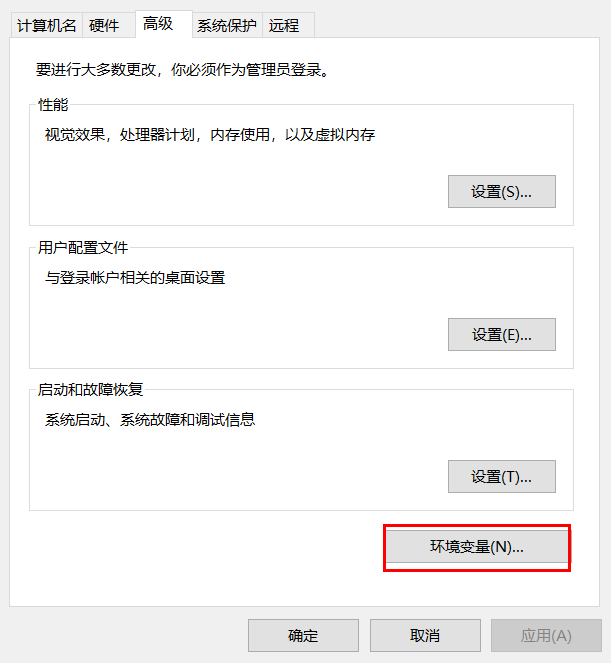 计算机名 硬件 高级 系统保护 远程
要进行大多数更改，你必须作为管理员登录。
性能
视觉效果，处理器计划，内存使用，以及虚拟内存
设置(S)...
用户配置文件
与登录帐户相关的桌面设置
设置(E)...
启动和故障恢复
系统启动、系统故障和调试信息
设置(T)...
环境变量(N)...
确定 取消 应用(A)